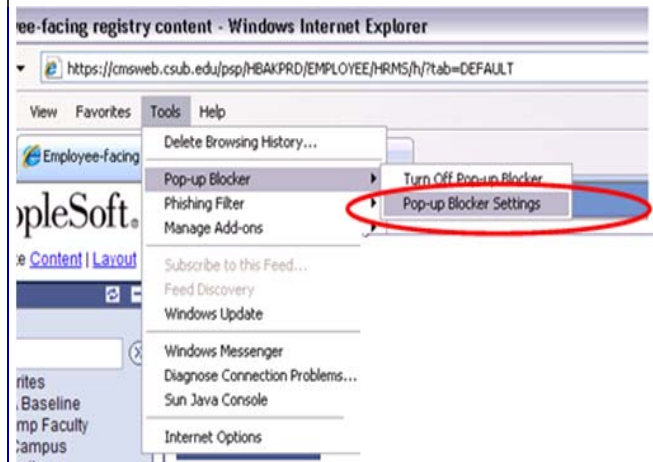 ee-facing registry content - Windows Internet Explorer
https://cmsweb.csub.edu/psp/HBAKPRD/EMPLOYEE/HRMS/h/?tab=DEFAULT
View Favorites Tools Help
Employee-facing
Delete Browsing History...
Pop-up Blocker
Turn Off Pop-up Blocker
Phishing Filter
Pop-up Blocker Settings
Manage Add-ons
opleSoft.
e Content | Layout
Subscribe to this Feed...
Feed Discovery
Windows Update
Windows Messenger
Diagnose Connection Problems...
Sun Java Console
Internet Options
rites
Baseline
mp Faculty
Campus